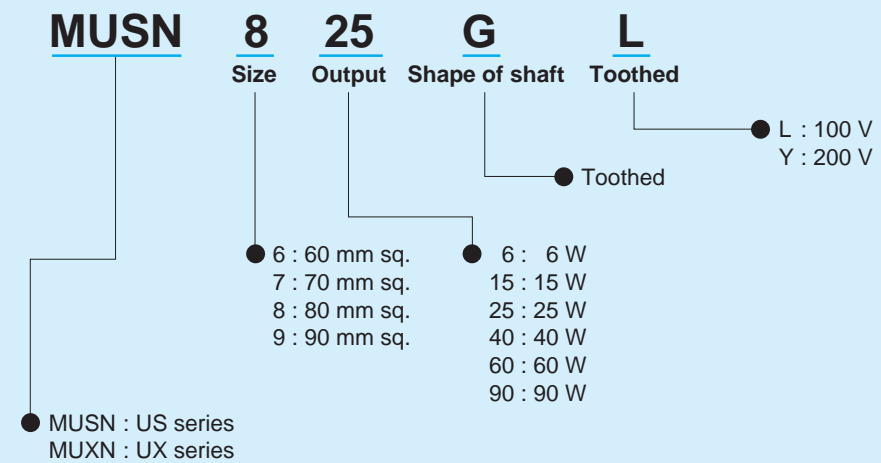 MUSN 8 25 G L
Size Output Shape of shaft Toothed
L : 100 V
Y : 200 V
Toothed
6 : 60 mm sq.
7 : 70 mm sq.
8 : 80 mm sq.
9 : 90 mm sq.
6 : 6 W
15 : 15 W
25 : 25 W
40 : 40 W
60 : 60 W
90 : 90 W
MUSN : US series
MUXN : UX series